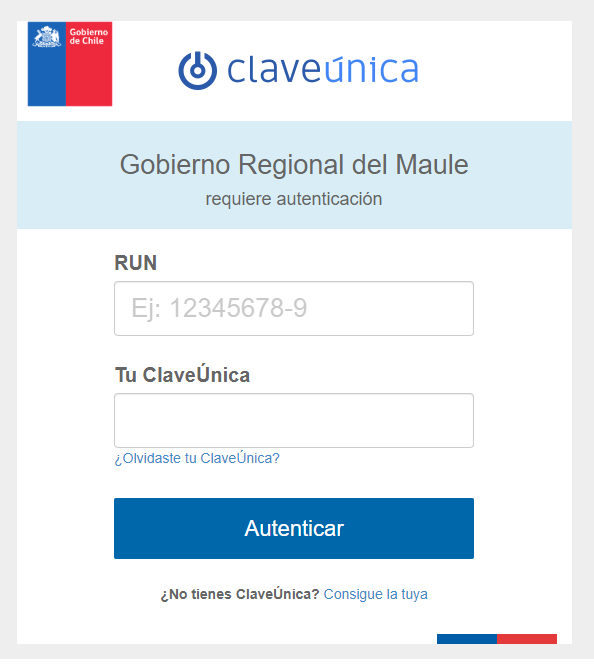 Gobierno
de Chile
claveúnica
Gobierno Regional del Maule
requiere autenticación
RUN
Ej: 12345678-9
Tu ClaveÚnica
¿Olvidaste tu ClaveÚnica?
Autenticar
¿No tienes ClaveÚnica? Consigue la tuya